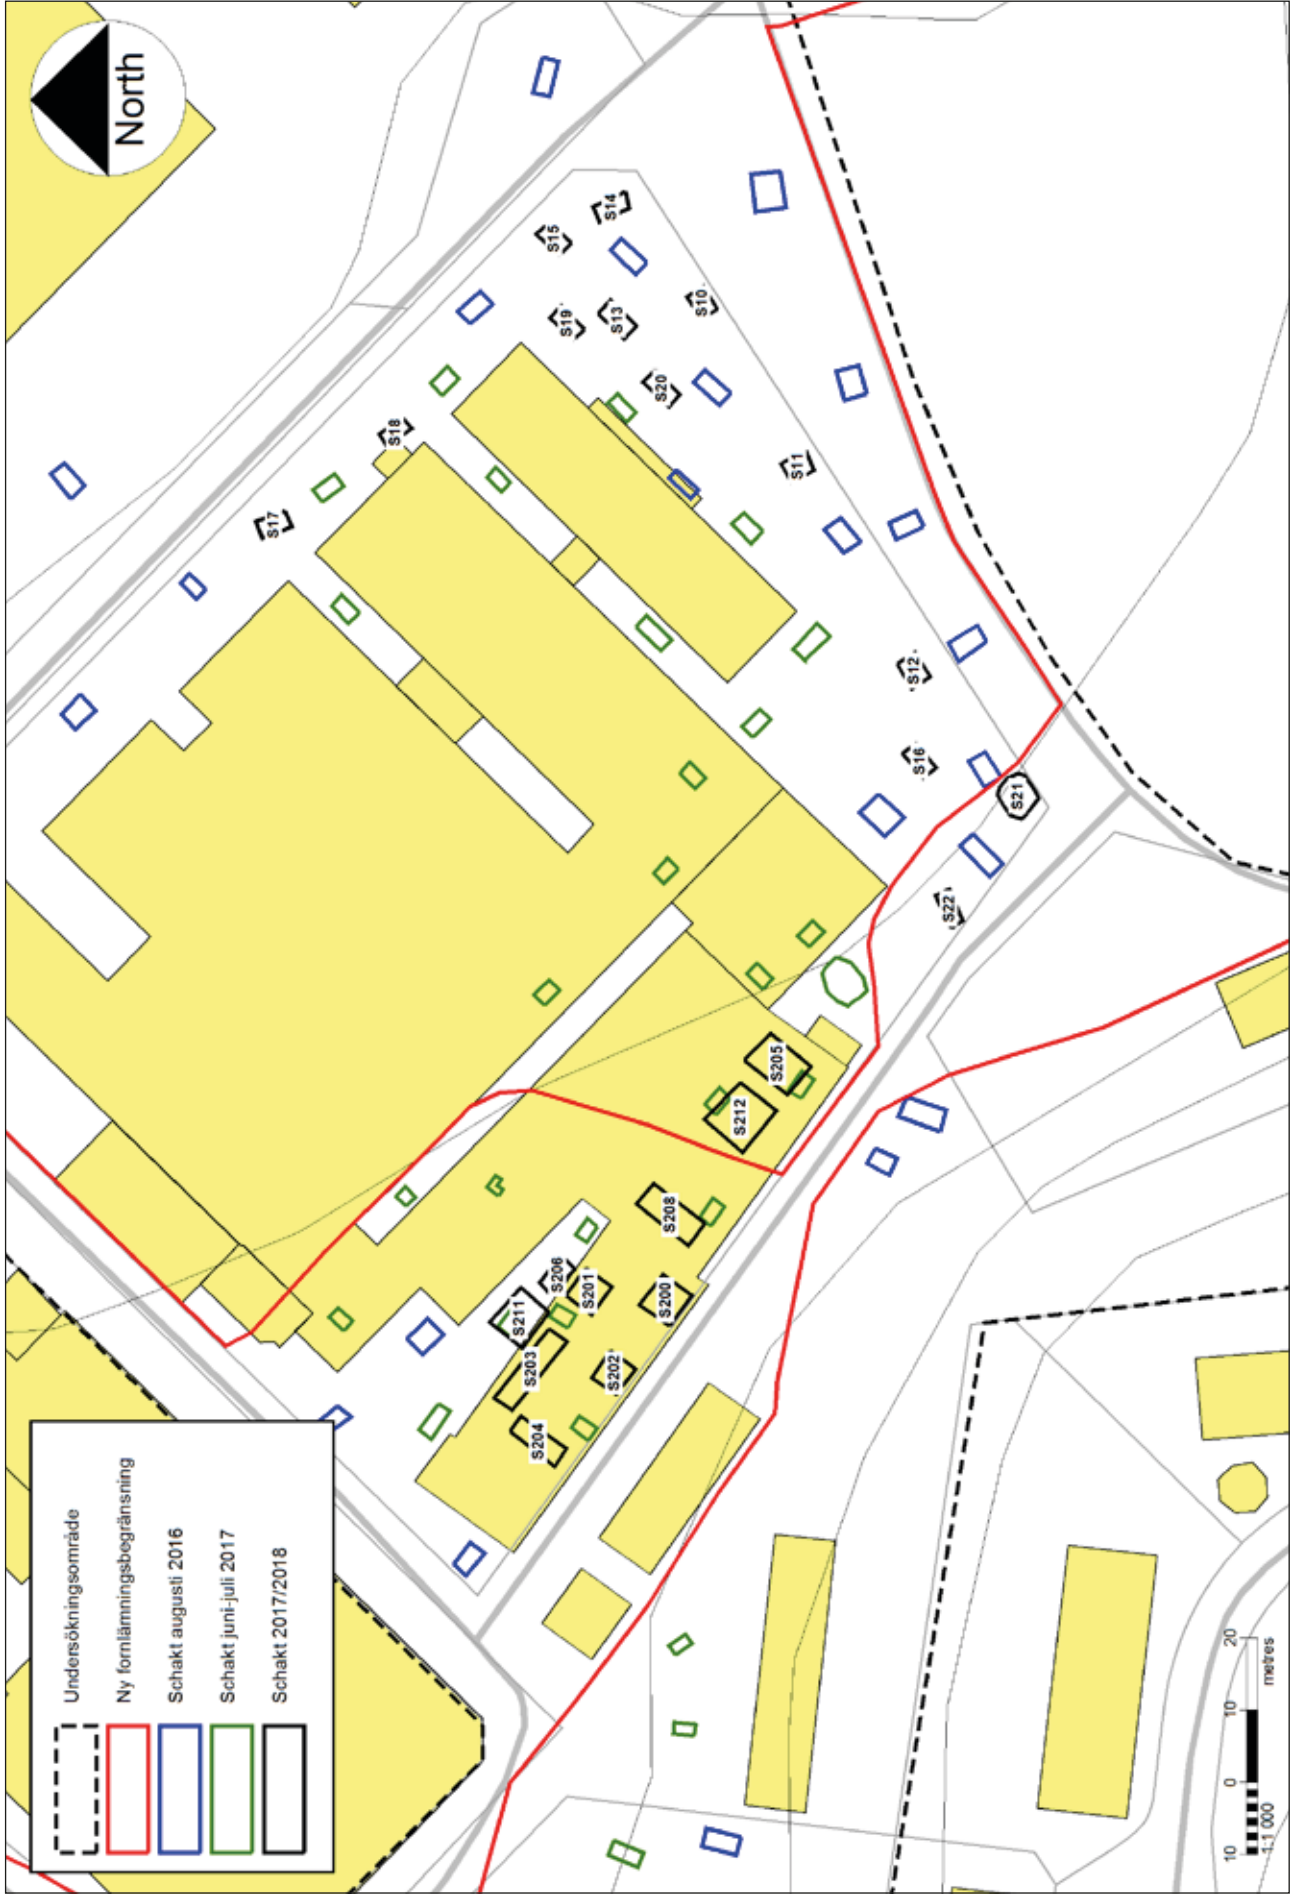 North
Undersökningsområde
Ny fornlämningsbegränsning
Schakt augusti 2016
Schakt juni-juli 2017
Schakt 2017/2018
S14
S15
S10
S13
S19
S20
S18
S11
S17
S12
S16
S21
S22
S205
S212
S208
S206
S201
S200
S211
S203
S202
S204
10 0 10 20
1:1 000 metres